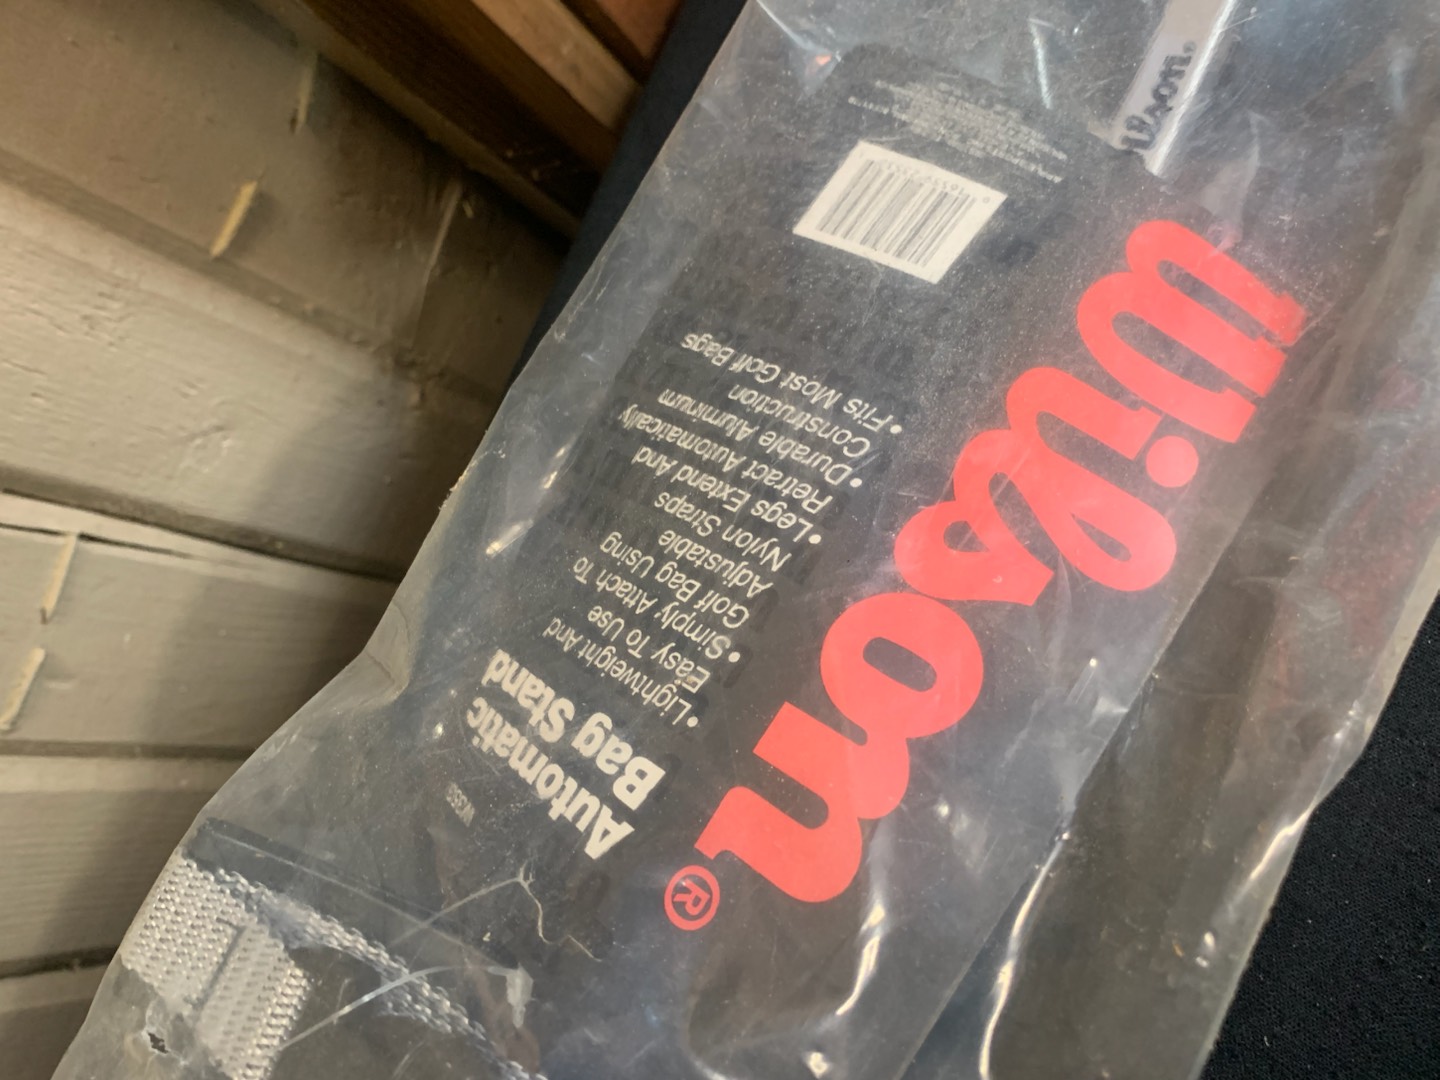 Wilson®
Automatic
Bag Stand
•Lightweight And
Easy To Use
•Simply Attach To
Golf Bag Using
Adjustable
Nylon Straps
•Legs Extend And
Retract Automatically
•Durable Aluminum
Construction
•Fits Most Golf Bags
Wilson®